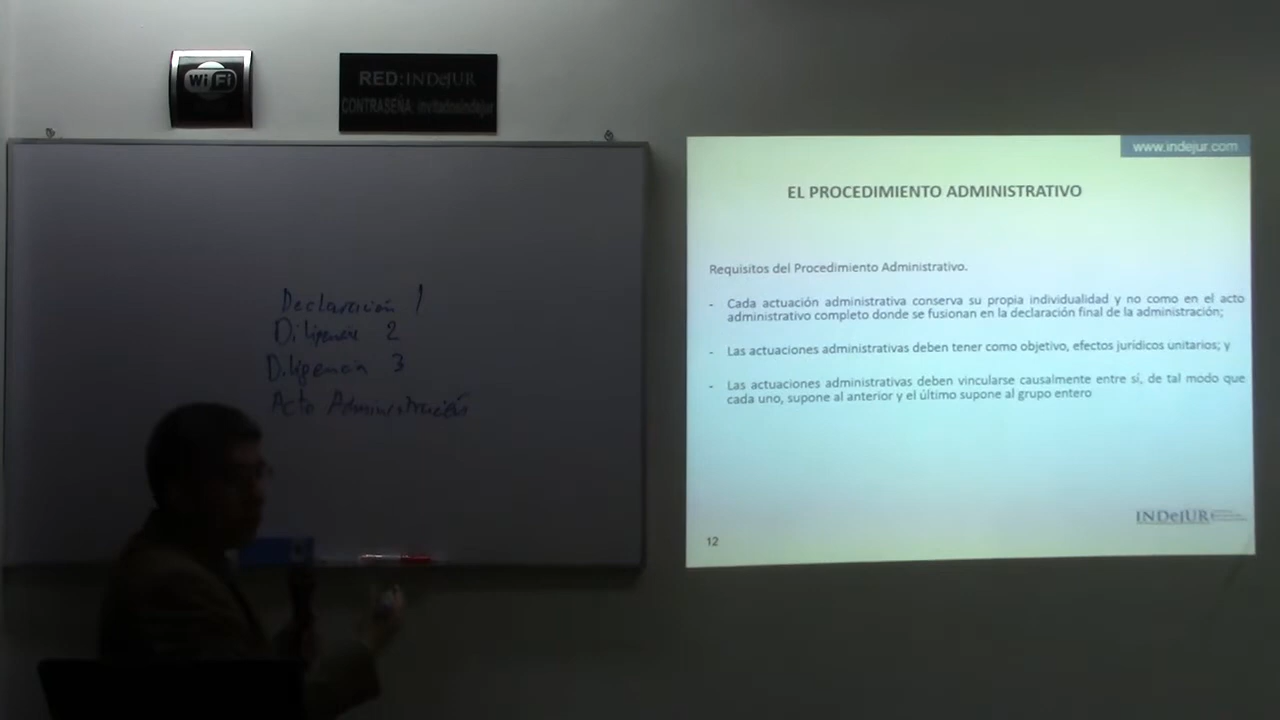 WiFi
RED: INDeJUR
CONTRASEÑA: invitadoindejur
Declaración 1
Diligencia 2
Diligencia 3
Acto Administración
www.indejur.com
EL PROCEDIMIENTO ADMINISTRATIVO
Requisitos del Procedimiento Administrativo.
- Cada actuación administrativa conserva su propia individualidad y no como en el acto
administrativo completo donde se fusionan en la declaración final de la administración;
- Las actuaciones administrativas deben tener como objetivo, efectos jurídicos unitarios; y
- Las actuaciones administrativas deben vincularse causalmente entre sí, de tal modo que
cada uno, supone al anterior y el último supone al grupo entero
INDeJUR
12